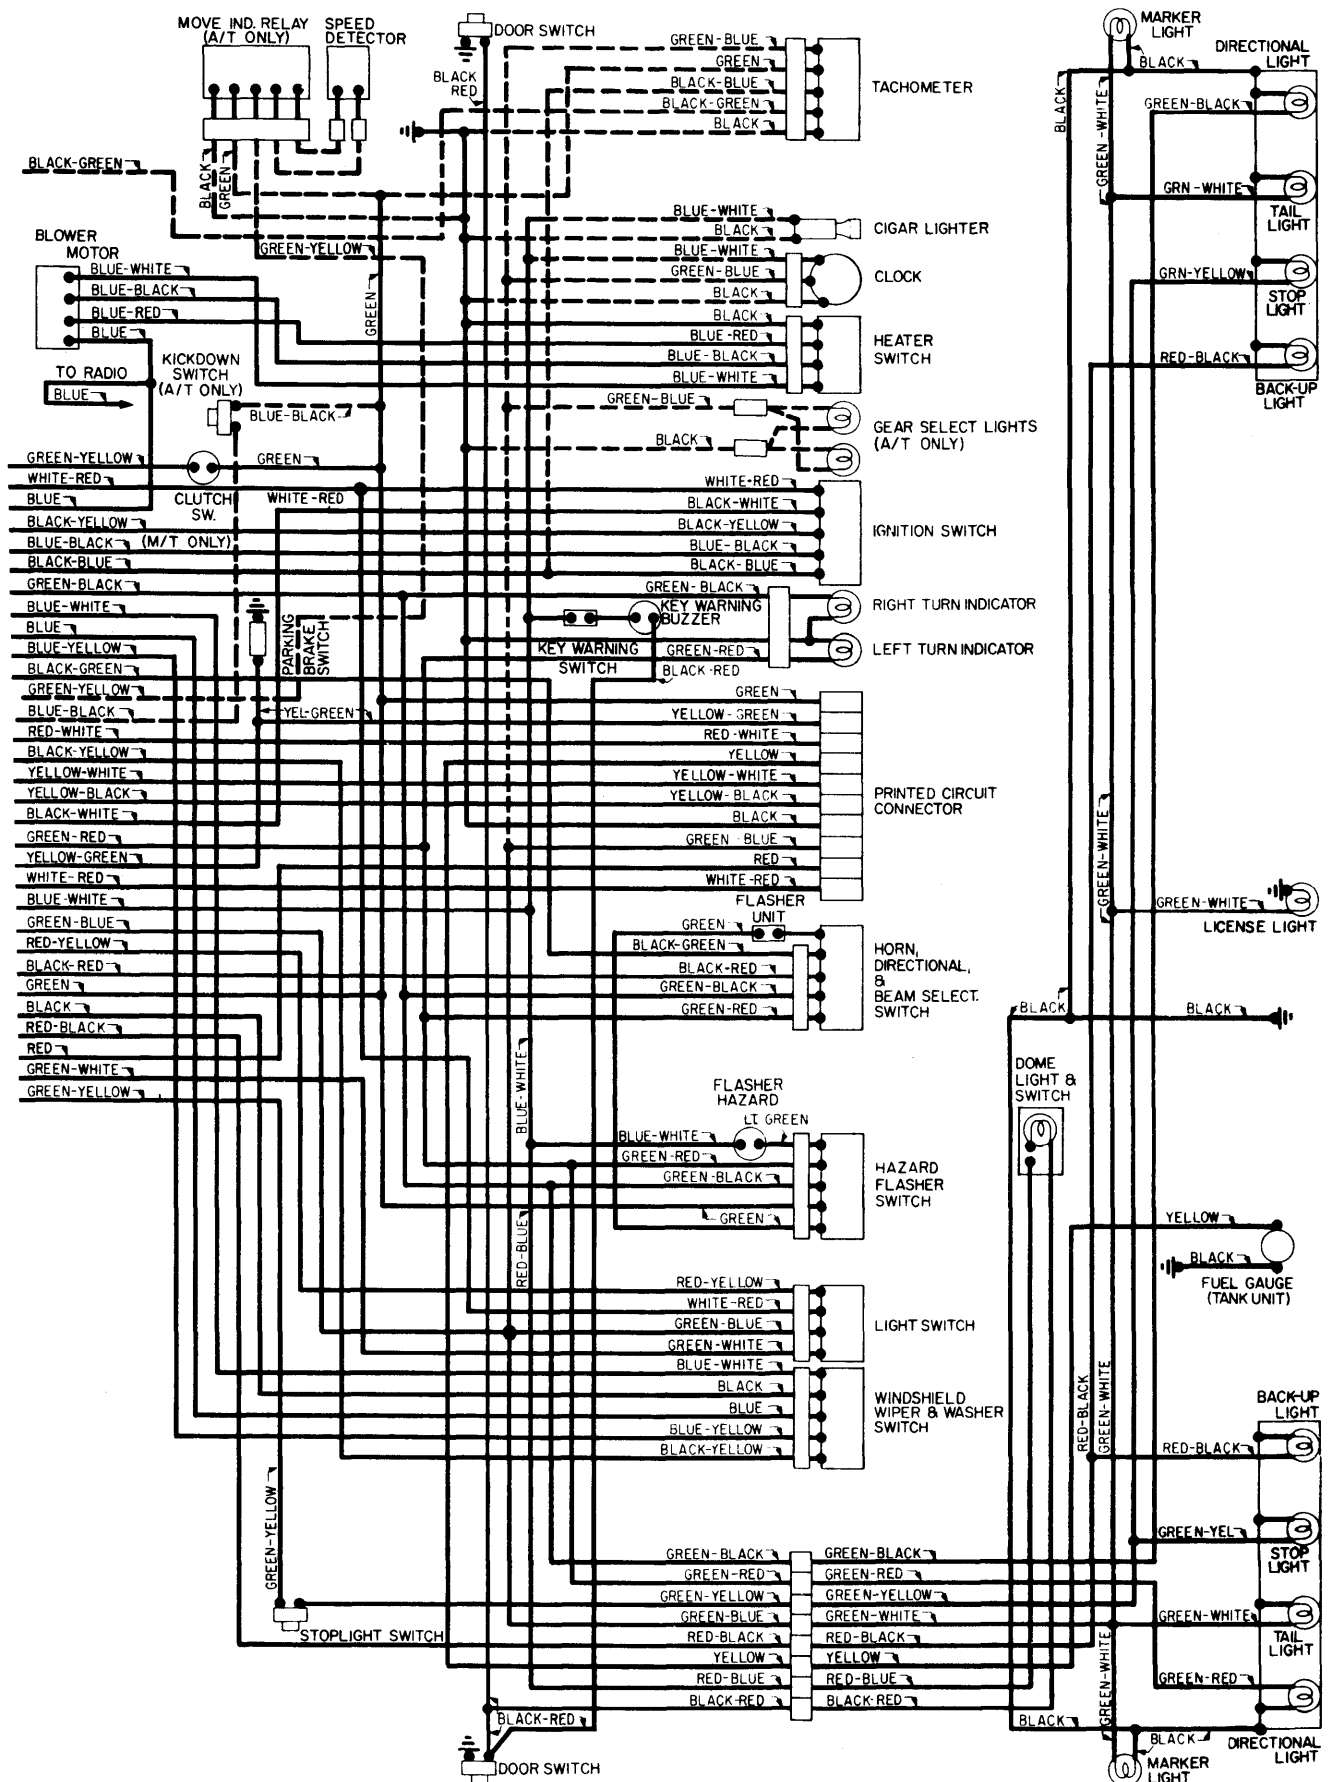 MOVE IND. RELAY
(A/T ONLY)
SPEED
DETECTOR
DOOR SWITCH
BLACK
RED
GREEN-BLUE
GREEN
BLACK-BLUE
BLACK-GREEN
BLACK
TACHOMETER
MARKER
LIGHT
DIRECTIONAL
LIGHT
BLACK
BLACK
GREEN-WHITE
GREEN-BLACK
GRN-WHITE
TAIL
LIGHT
GRN-YELLOW
STOP
LIGHT
RED-BLACK
BACK-UP
LIGHT
BLACK-GREEN
BLACK
GREEN
BLOWER
MOTOR
BLUE-WHITE
BLUE-BLACK
BLUE-RED
BLUE
GREEN-YELLOW
GREEN
BLUE-WHITE
BLACK
CIGAR LIGHTER
BLUE-WHITE
GREEN-BLUE
BLACK
CLOCK
BLACK
BLUE-RED
BLUE-BLACK
BLUE-WHITE
HEATER
SWITCH
KICKDOWN
SWITCH
(A/T ONLY)
TO RADIO
BLUE
BLUE-BLACK
GREEN-BLUE
BLACK
GEAR SELECT LIGHTS
(A/T ONLY)
GREEN-YELLOW
GREEN
WHITE-RED
WHITE-RED
CLUTCH
SW.
(M/T ONLY)
BLUE
BLACK-YELLOW
BLUE-BLACK
BLACK-BLUE
GREEN-BLACK
BLUE-WHITE
BLUE
BLUE-YELLOW
BLACK-GREEN
GREEN-YELLOW
BLUE-BLACK
RED-WHITE
BLACK-YELLOW
YELLOW-WHITE
YELLOW-BLACK
BLACK-WHITE
GREEN-RED
YELLOW-GREEN
WHITE-RED
BLUE-WHITE
GREEN-BLUE
RED-YELLOW
BLACK-RED
GREEN
BLACK
RED-BLACK
RED
GREEN-WHITE
GREEN-YELLOW
WHITE-RED
BLACK-WHITE
BLACK-YELLOW
BLUE-BLACK
BLACK-BLUE
IGNITION SWITCH
GREEN-BLACK
RIGHT TURN INDICATOR
KEY WARNING
BUZZER
KEY WARNING
SWITCH
GREEN-RED
BLACK-RED
LEFT TURN INDICATOR
PARKING
BRAKE
SWITCH
YEL-GREEN
GREEN
YELLOW-GREEN
RED-WHITE
YELLOW
YELLOW-WHITE
YELLOW-BLACK
BLACK
GREEN BLUE
RED
WHITE-RED
PRINTED CIRCUIT
CONNECTOR
FLASHER
UNIT
GREEN
BLACK-GREEN
BLACK-RED
GREEN-BLACK
GREEN-RED
HORN,
DIRECTIONAL,
&
BEAM SELECT.
SWITCH
GREEN-WHITE
GREEN-WHITE
LICENSE LIGHT
BLACK
BLACK
DOME
LIGHT &
SWITCH
BLUE-WHITE
FLASHER
HAZARD
LT GREEN
BLUE-WHITE
GREEN-RED
GREEN-BLACK
GREEN
HAZARD
FLASHER
SWITCH
RED-BLUE
YELLOW
BLACK
FUEL GAUGE
(TANK UNIT)
RED-YELLOW
WHITE-RED
GREEN-BLUE
GREEN-WHITE
LIGHT SWITCH
BLUE-WHITE
BLACK
BLUE
BLUE-YELLOW
BLACK-YELLOW
WINDSHIELD
WIPER & WASHER
SWITCH
RED-BLACK
GREEN-WHITE
BACK-UP
LIGHT
RED-BLACK
GREEN-YEL
STOP
LIGHT
GREEN-WHITE
TAIL
LIGHT
GREEN-RED
GREEN-YELLOW
STOPLIGHT SWITCH
GREEN-BLACK
GREEN-RED
GREEN-YELLOW
GREEN-BLUE
RED-BLACK
YELLOW
RED-BLUE
BLACK-RED
GREEN-BLACK
GREEN-RED
GREEN-YELLOW
GREEN-WHITE
RED-BLACK
YELLOW
RED-BLUE
BLACK-RED
GREEN-WHITE
BLACK-RED
DOOR SWITCH
BLACK
BLACK
MARKER
LIGHT
DIRECTIONAL
LIGHT